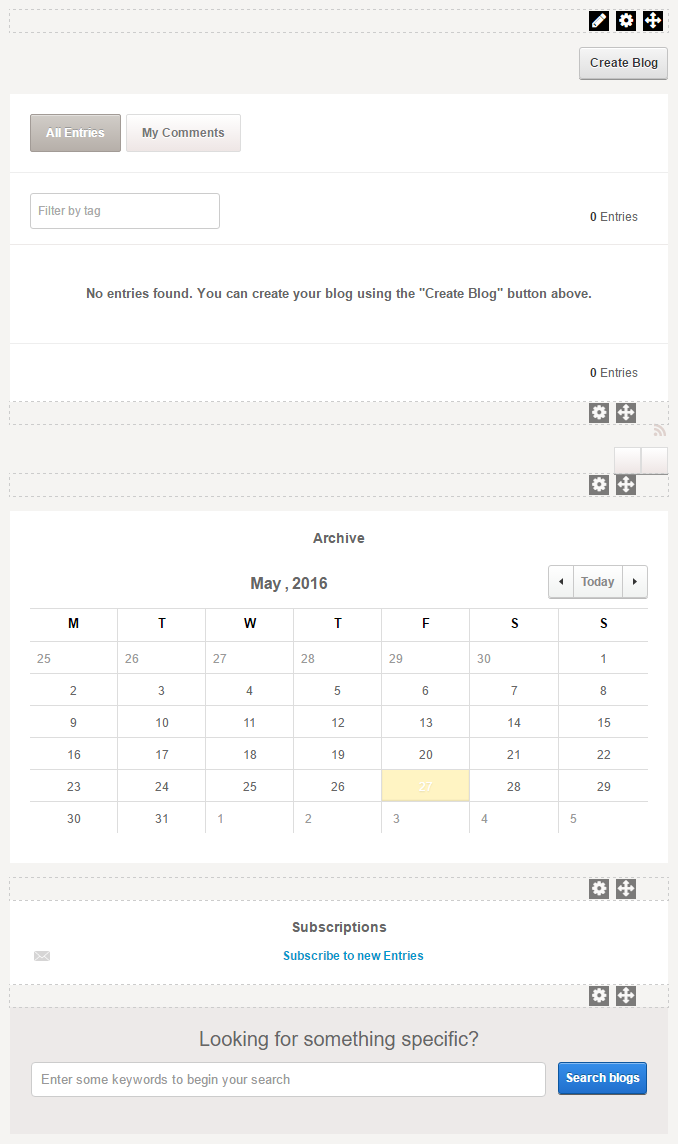 Create Blog
All Entries My Comments
Filter by tag
0 Entries
No entries found. You can create your blog using the "Create Blog" button above.
0 Entries
Archive
May , 2016
Today
M T W T F S S
25 26 27 28 29 30 1
2 3 4 5 6 7 8
9 10 11 12 13 14 15
16 17 18 19 20 21 22
23 24 25 26 27 28 29
30 31 1 2 3 4 5
Subscriptions
Subscribe to new Entries
Looking for something specific?
Enter some keywords to begin your search
Search blogs